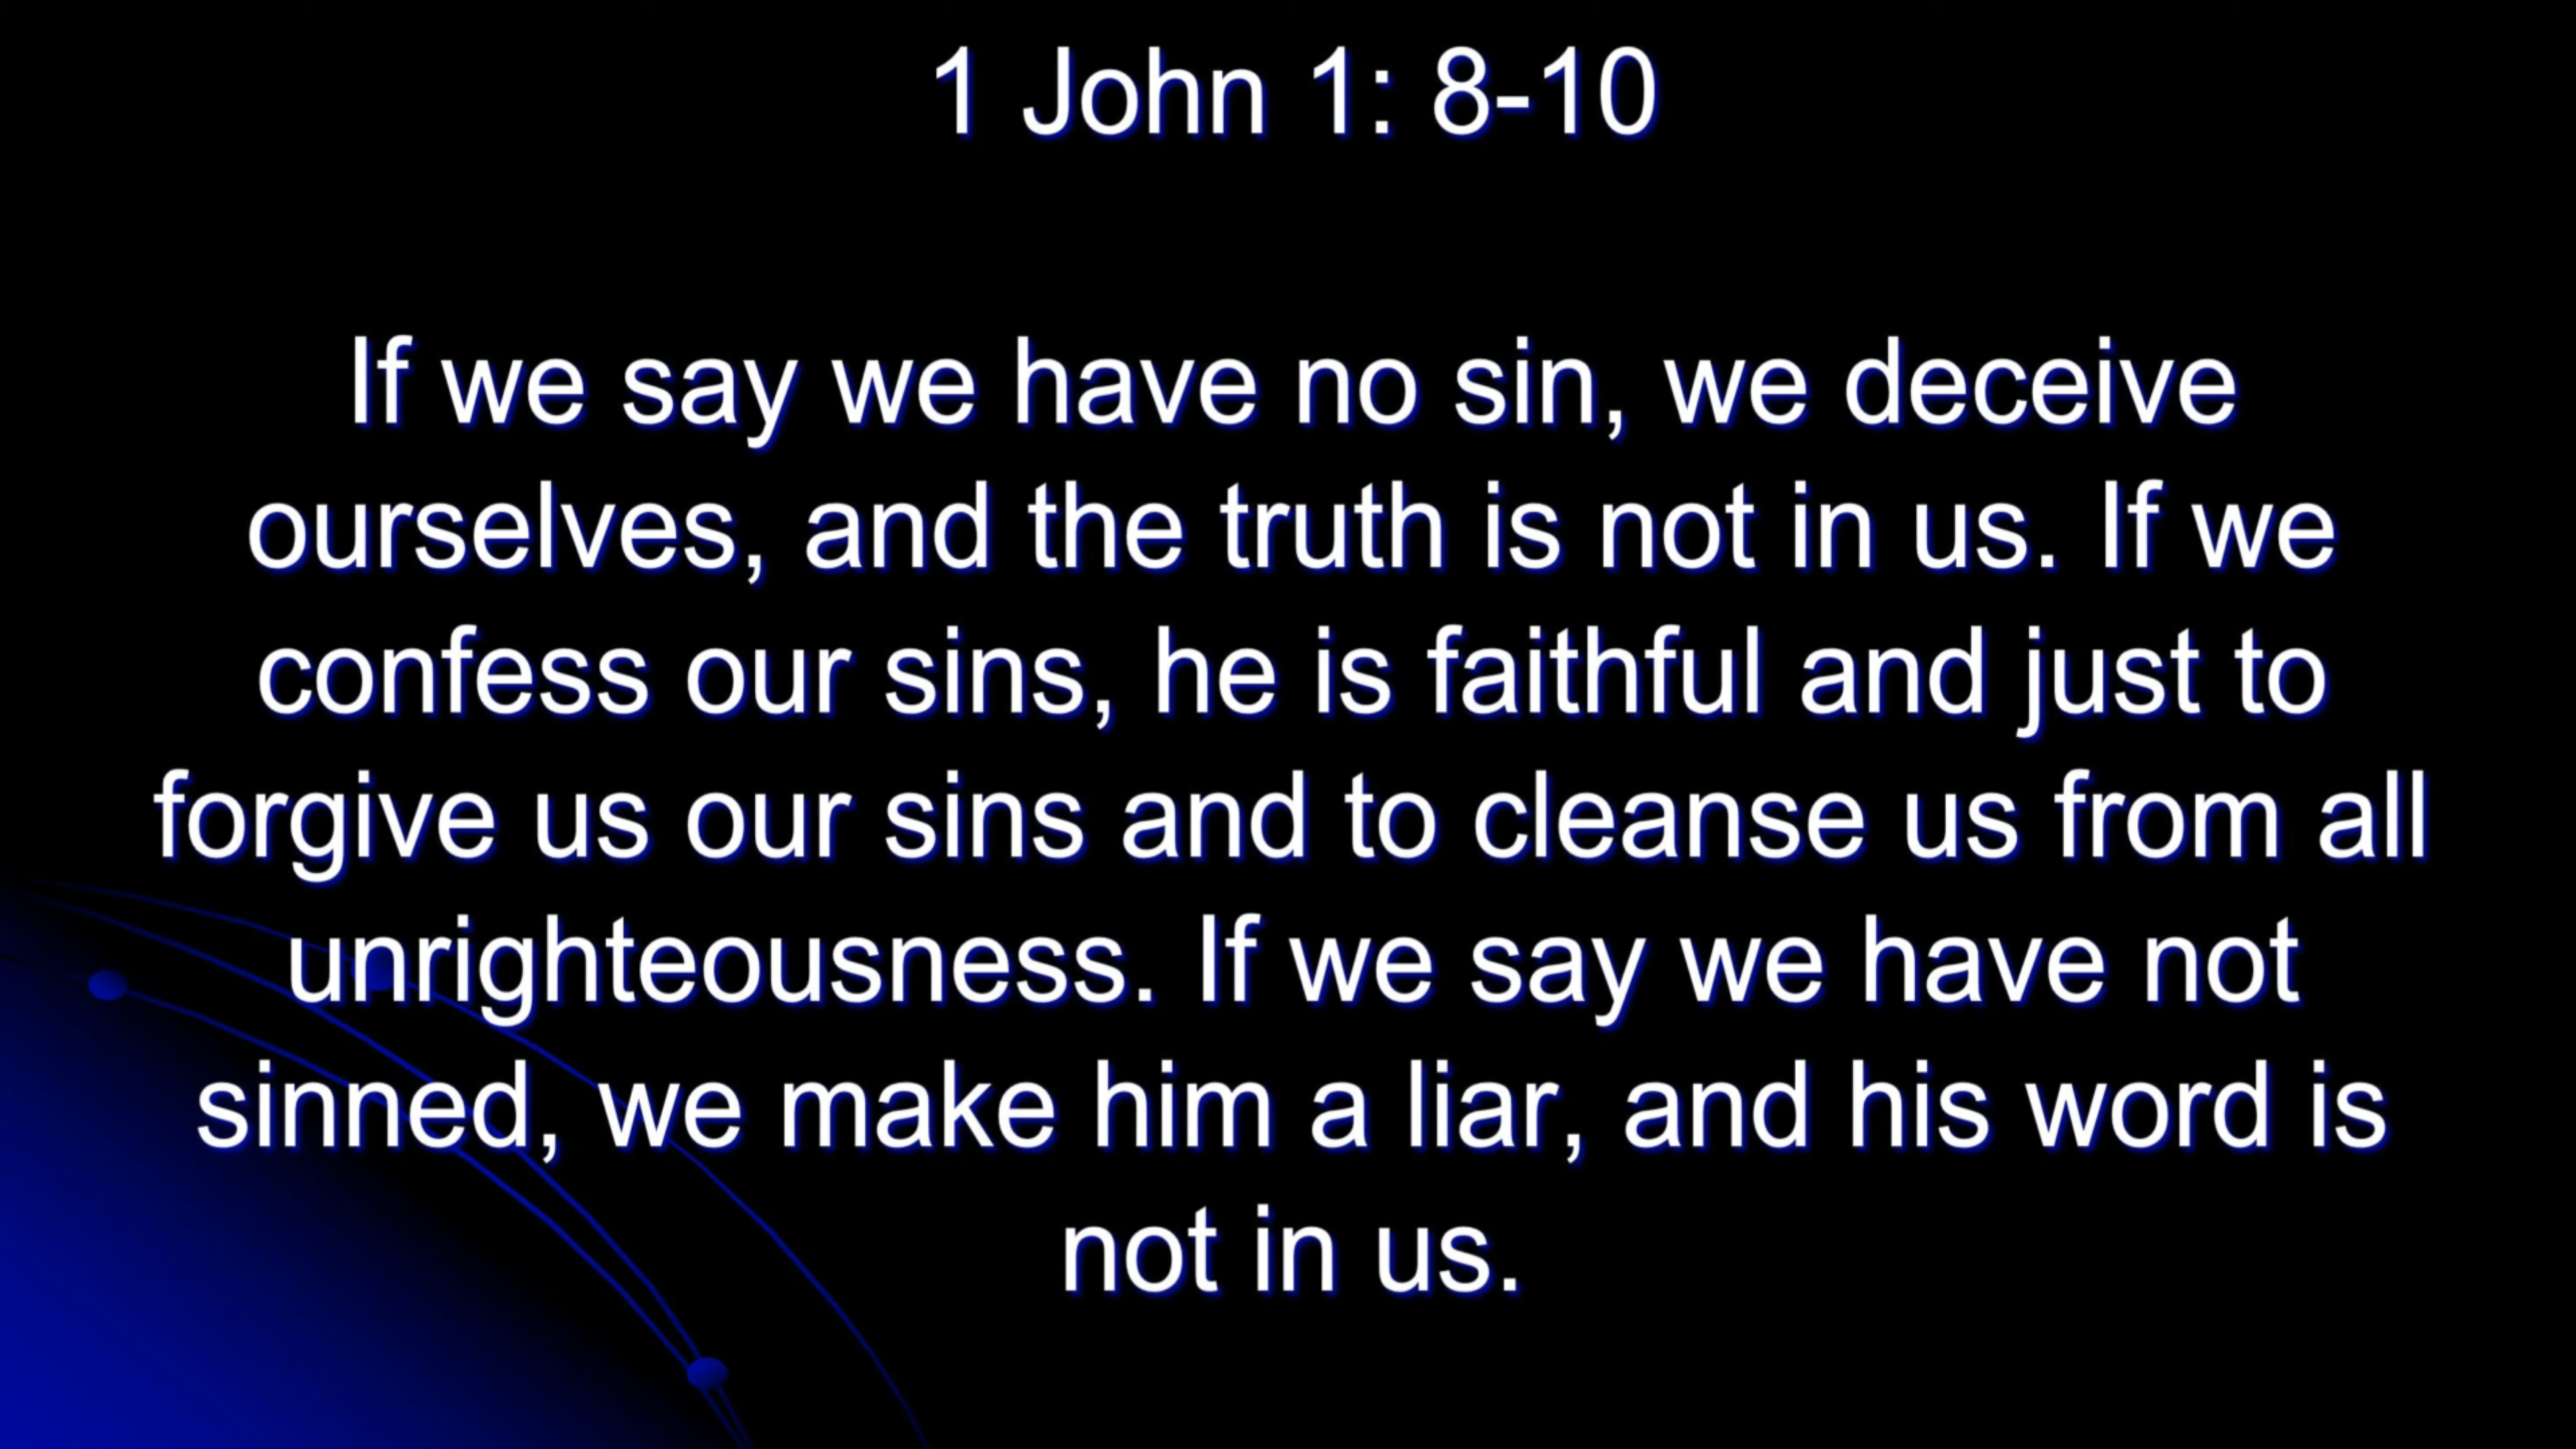 1 John 1: 8-10
If we say we have no sin, we deceive
ourselves, and the truth is not in us. If we
confess our sins, he is faithful and just to
forgive us our sins and to cleanse us from all
unrighteousness. If we say we have not
sinned, we make him a liar, and his word is
not in us.